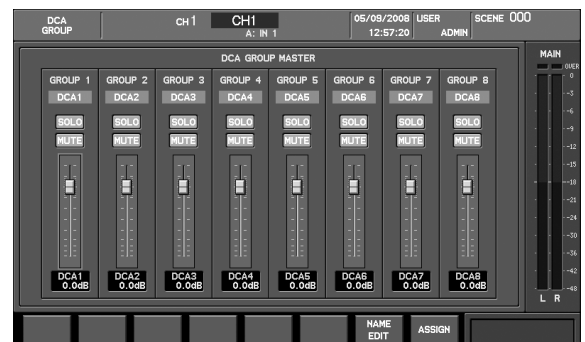 DCA GROUP
CH1 CH1
A: IN 1
05/09/2008
12:57:20
USER
ADMIN
SCENE 000
DCA GROUP MASTER
GROUP 1 GROUP 2 GROUP 3 GROUP 4 GROUP 5 GROUP 6 GROUP 7 GROUP 8
DCA1 DCA2 DCA3 DCA4 DCA5 DCA6 DCA7 DCA8
SOLO SOLO SOLO SOLO SOLO SOLO SOLO SOLO
MUTE MUTE MUTE MUTE MUTE MUTE MUTE MUTE
DCA1 DCA2 DCA3 DCA4 DCA5 DCA6 DCA7 DCA8
0.0dB 0.0dB 0.0dB 0.0dB 0.0dB 0.0dB 0.0dB 0.0dB
MAIN
OVER
0
-3
-6
-9
-12
-15
-18
-21
-24
-30
-36
-42
-48
L R
NAME EDIT
ASSIGN